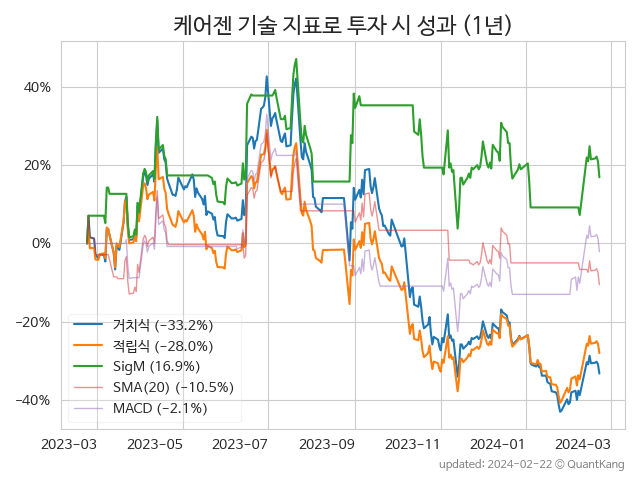 케어젠 기술 지표로 투자 시 성과 (1년)
40%
20%
0%
−20%
−40%
거치식 (−33.2%)
적립식 (−28.0%)
SigM (16.9%)
SMA(20) (−10.5%)
MACD (−2.1%)
2023-03 2023-05 2023-07 2023-09 2023-11 2024-01 2024-03
updated: 2024-02-22 © QuantKang